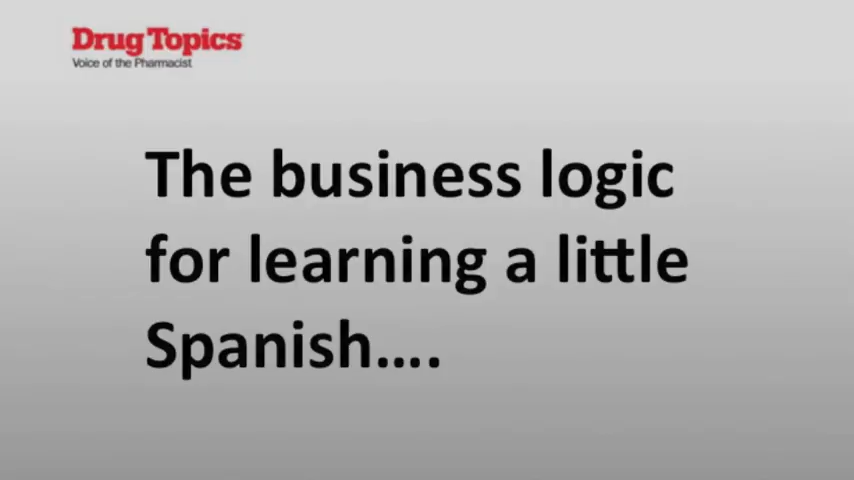 Drug Topics
Voice of the Pharmacist
The business logic
for learning a little
Spanish....